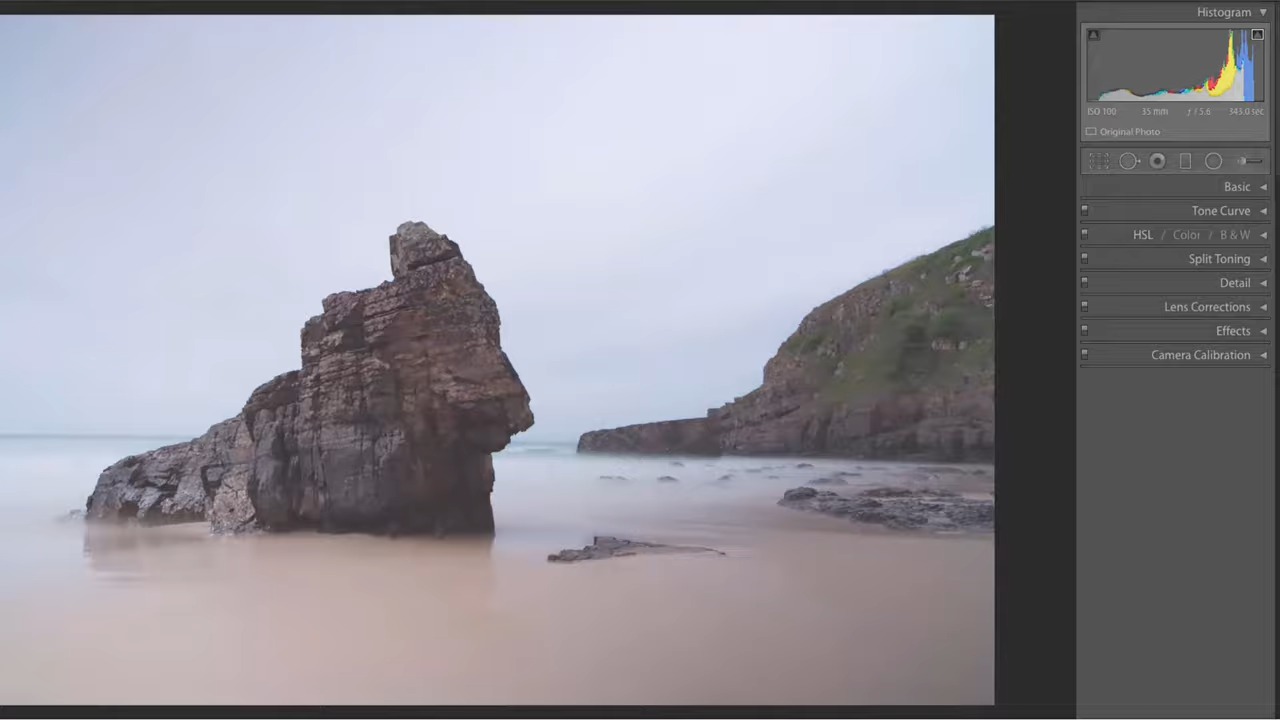 Histogram
ISO 100 35 mm ƒ / 5.6 343.0 sec
Original Photo
Basic
Tone Curve
HSL / Color / B & W
Split Toning
Detail
Lens Corrections
Effects
Camera Calibration